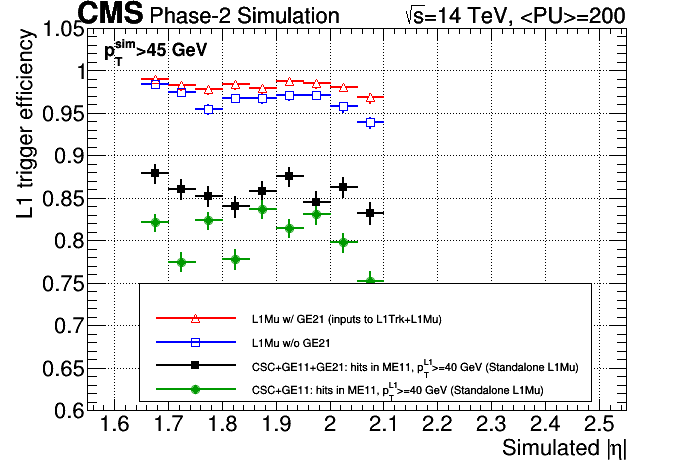 CMS Phase-2 Simulation √s=14 TeV, <PU>=200
p_T^sim>45 GeV
L1 trigger efficiency
1.05
1
0.95
0.9
0.85
0.8
0.75
0.7
0.65
0.6
L1Mu w/ GE21 (inputs to L1Trk+L1Mu)
L1Mu w/o GE21
CSC+GE11+GE21: hits in ME11, p_T^L1>=40 GeV (Standalone L1Mu)
CSC+GE11: hits in ME11, p_T^L1>=40 GeV (Standalone L1Mu)
1.6 1.7 1.8 1.9 2 2.1 2.2 2.3 2.4 2.5
Simulated |η|